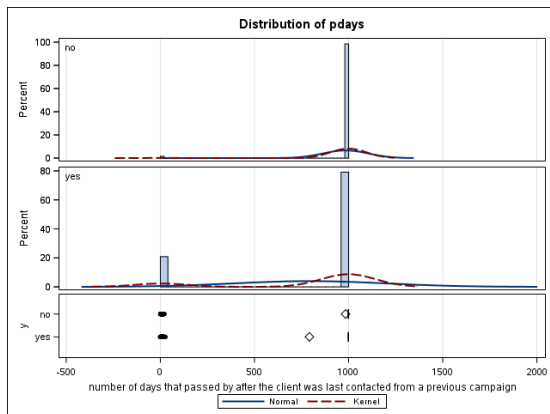 Distribution of pdays
no
100
80
60
40
20
0
Percent
yes
80
60
40
20
0
Percent
no
yes
y
-500 0 500 1000 1500 2000
number of days that passed by after the client was last contacted from a previous campaign
Normal Kernel